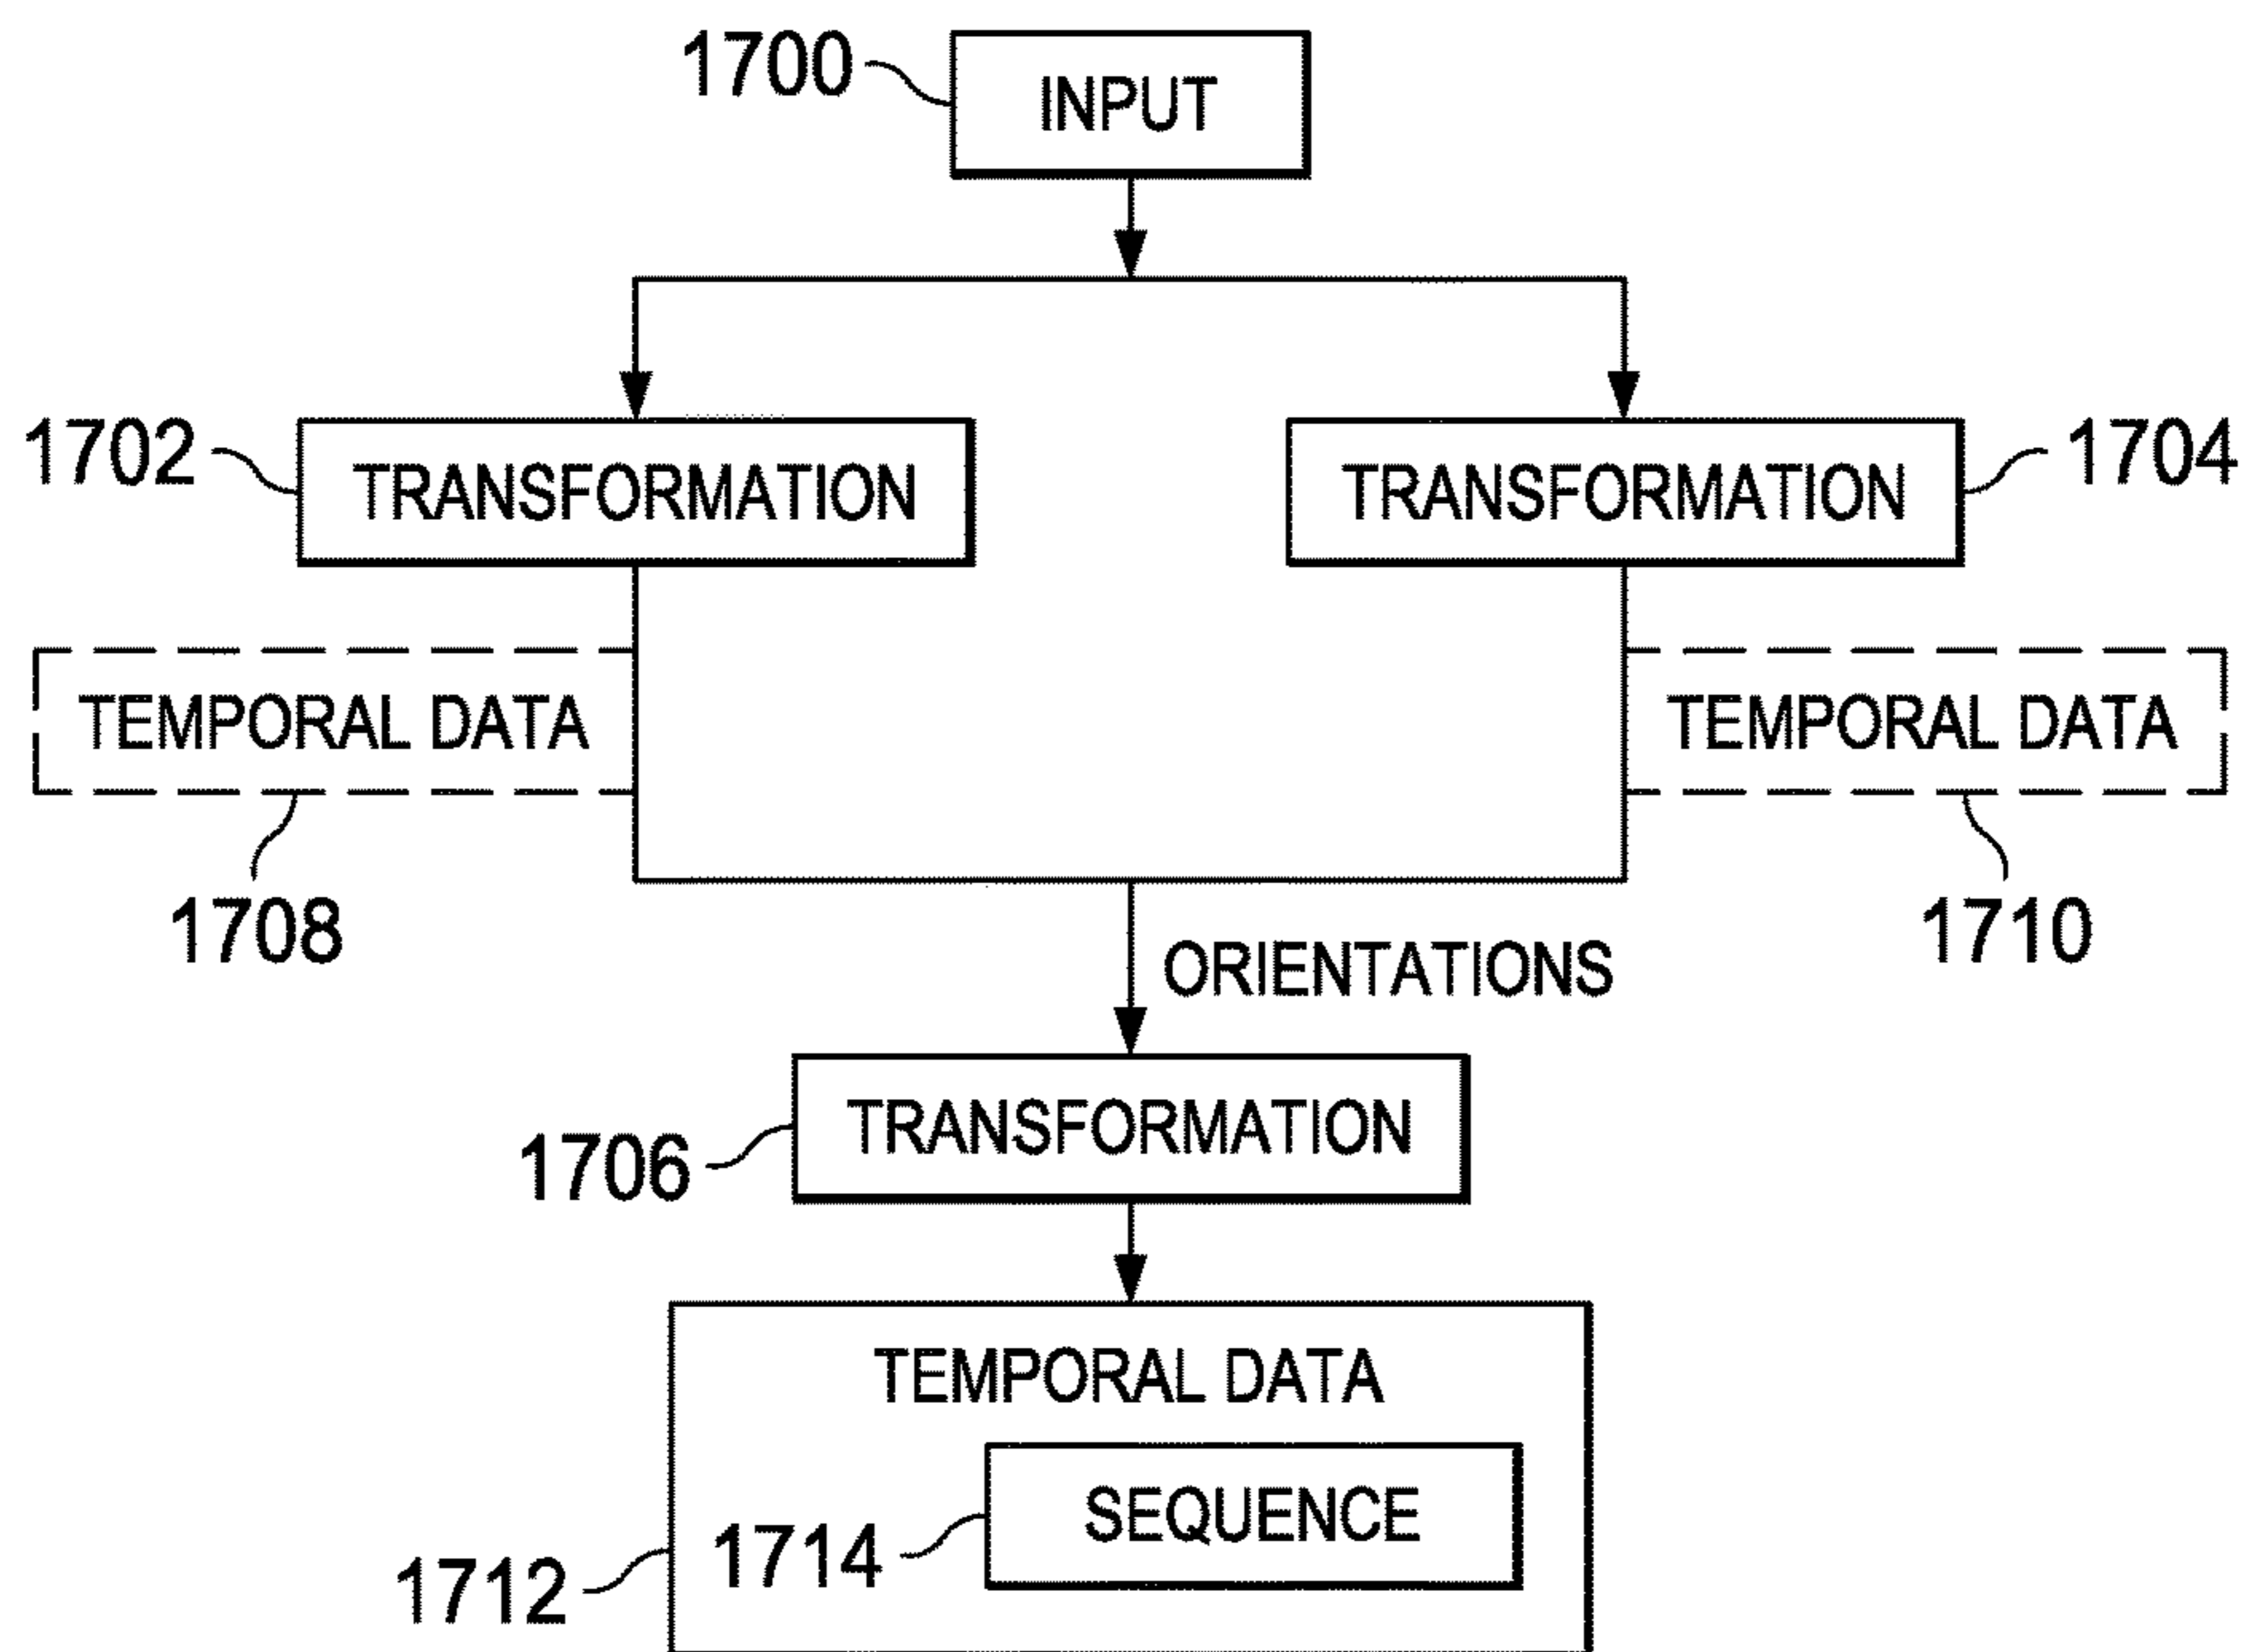 1700
INPUT
1702
TRANSFORMATION
TRANSFORMATION
1704
TEMPORAL DATA
TEMPORAL DATA
1708
1710
ORIENTATIONS
TRANSFORMATION
1706
TEMPORAL DATA
SEQUENCE
1714
1712